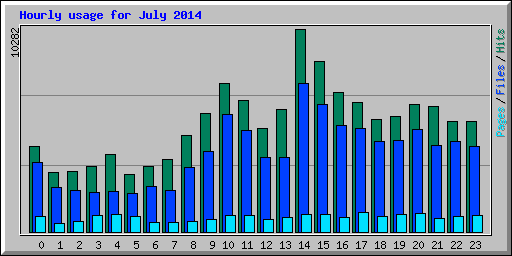 Hourly usage for July 2014
10282
Pages/Files/Hits
0 1 2 3 4 5 6 7 8 9 10 11 12 13 14 15 16 17 18 19 20 21 22 23